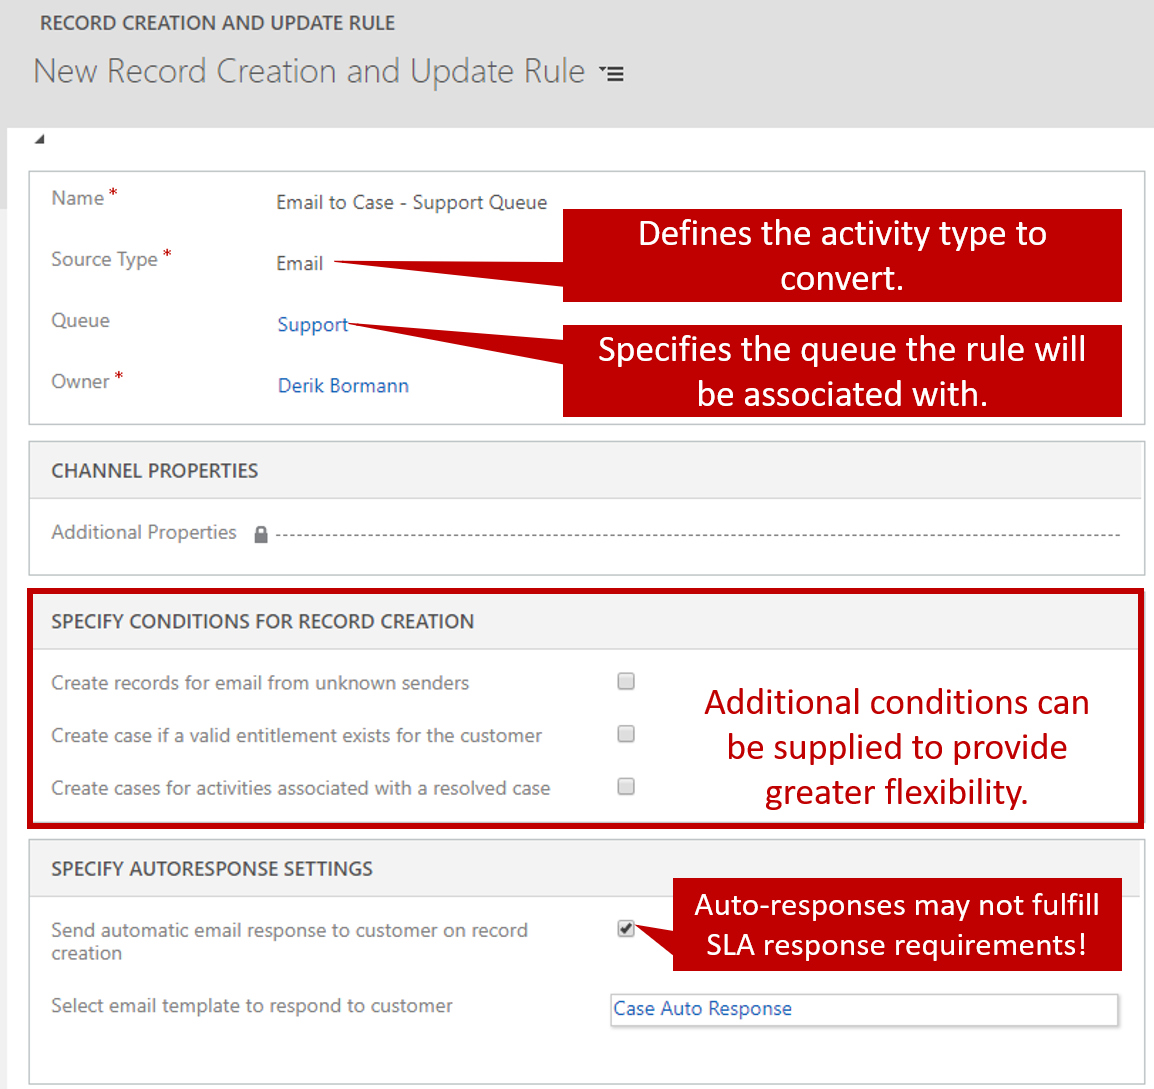 RECORD CREATION AND UPDATE RULE
New Record Creation and Update Rule
Name *
Email to Case - Support Queue
Defines the activity type to
convert.
Source Type *
Email
Queue
Support
Specifies the queue the rule will
be associated with.
Owner *
Derik Bormann
CHANNEL PROPERTIES
Additional Properties
SPECIFY CONDITIONS FOR RECORD CREATION
Create records for email from unknown senders
Create case if a valid entitlement exists for the customer
Create cases for activities associated with a resolved case
Additional conditions can
be supplied to provide
greater flexibility.
SPECIFY AUTORESPONSE SETTINGS
Send automatic email response to customer on record
creation
Auto-responses may not fulfill
SLA response requirements!
Select email template to respond to customer
Case Auto Response